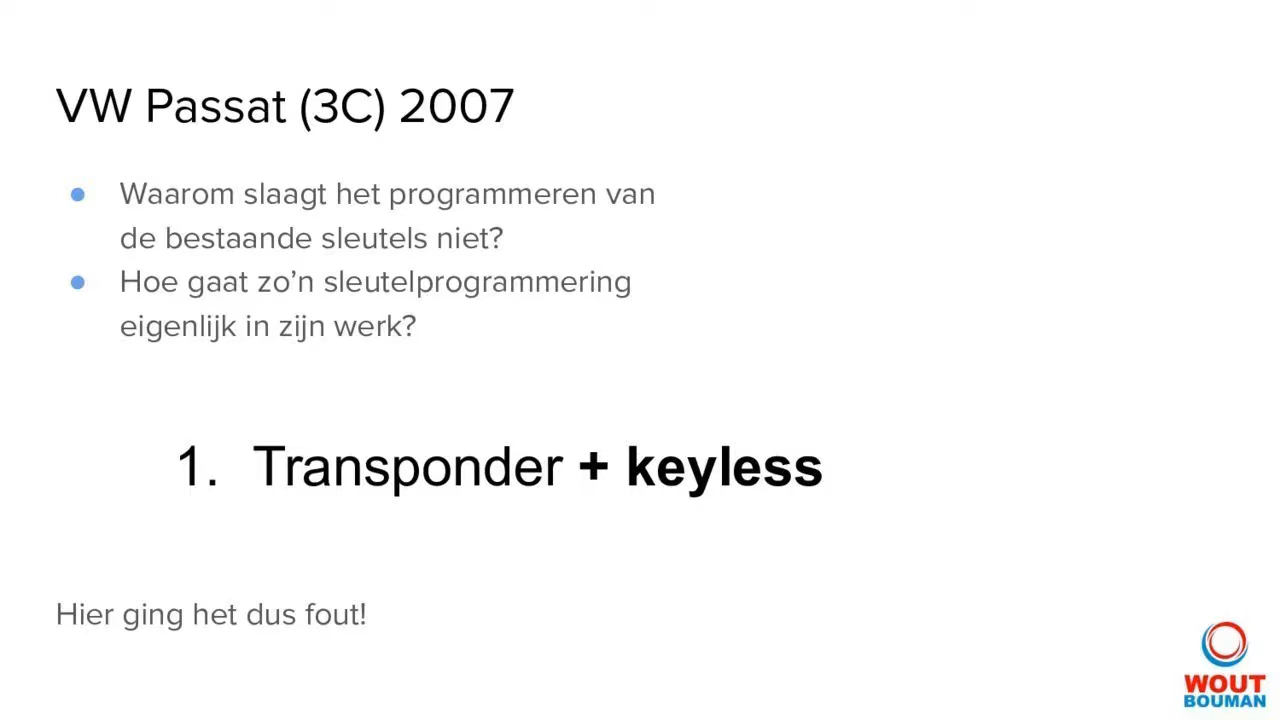 VW Passat (3C) 2007
● Waarom slaagt het programmeren van
de bestaande sleutels niet?
● Hoe gaat zo’n sleutelprogrammering
eigenlijk in zijn werk?
1. Transponder + keyless
Hier ging het dus fout!
WOUT
BOUMAN